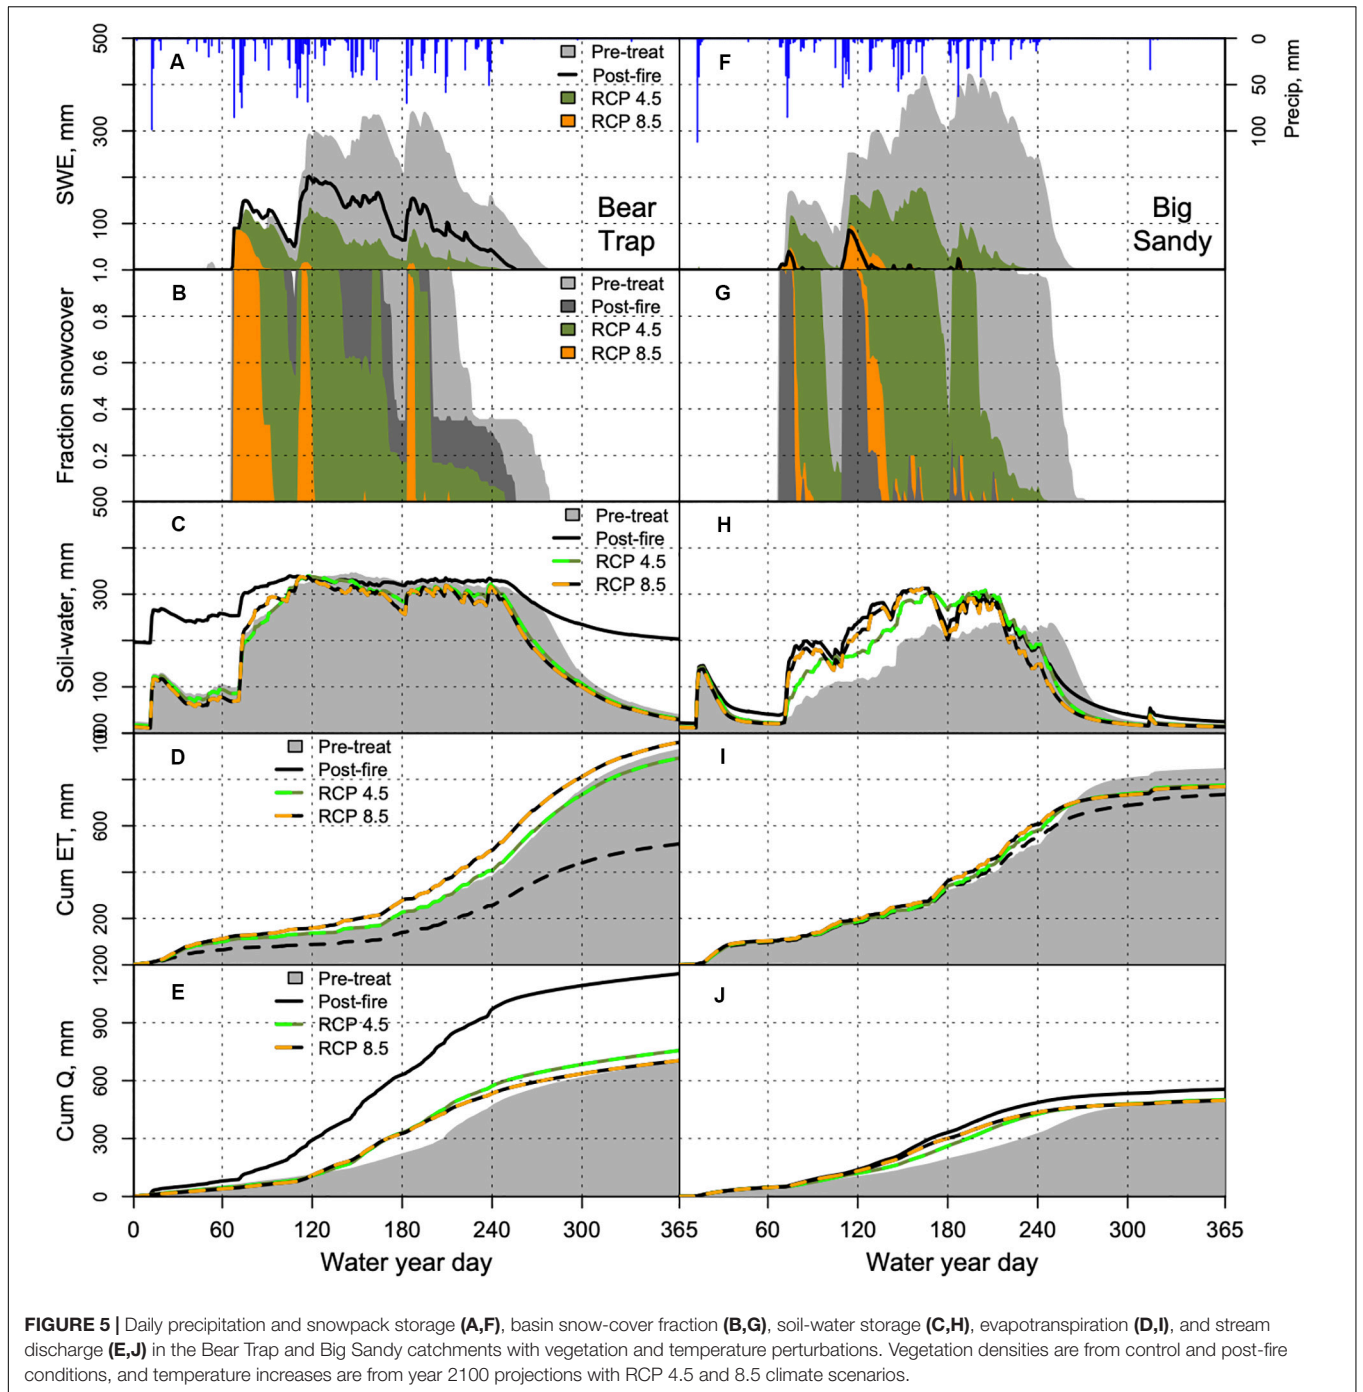 500
300
100
1.0
SWE, mm
A
Pre-treat
Post-fire
RCP 4.5
RCP 8.5
Bear
Trap
F
Big
Sandy
0
50
100
Precip, mm
0.8
0.6
0.4
0.2
500
Fraction snowcover
B
Pre-treat
Post-fire
RCP 4.5
RCP 8.5
G
300
100
Soil-water, mm
C
Pre-treat
Post-fire
RCP 4.5
RCP 8.5
H
600
200
1200
Cum ET, mm
D
Pre-treat
Post-fire
RCP 4.5
RCP 8.5
I
900
600
300
0
Cum Q, mm
E
Pre-treat
Post-fire
RCP 4.5
RCP 8.5
J
0 60 120 180 240 300 365 60 120 180 240 300 365
Water year day Water year day
FIGURE 5 | Daily precipitation and snowpack storage (A,F), basin snow-cover fraction (B,G), soil-water storage (C,H), evapotranspiration (D,I), and stream
discharge (E,J) in the Bear Trap and Big Sandy catchments with vegetation and temperature perturbations. Vegetation densities are from control and post-fire
conditions, and temperature increases are from year 2100 projections with RCP 4.5 and 8.5 climate scenarios.